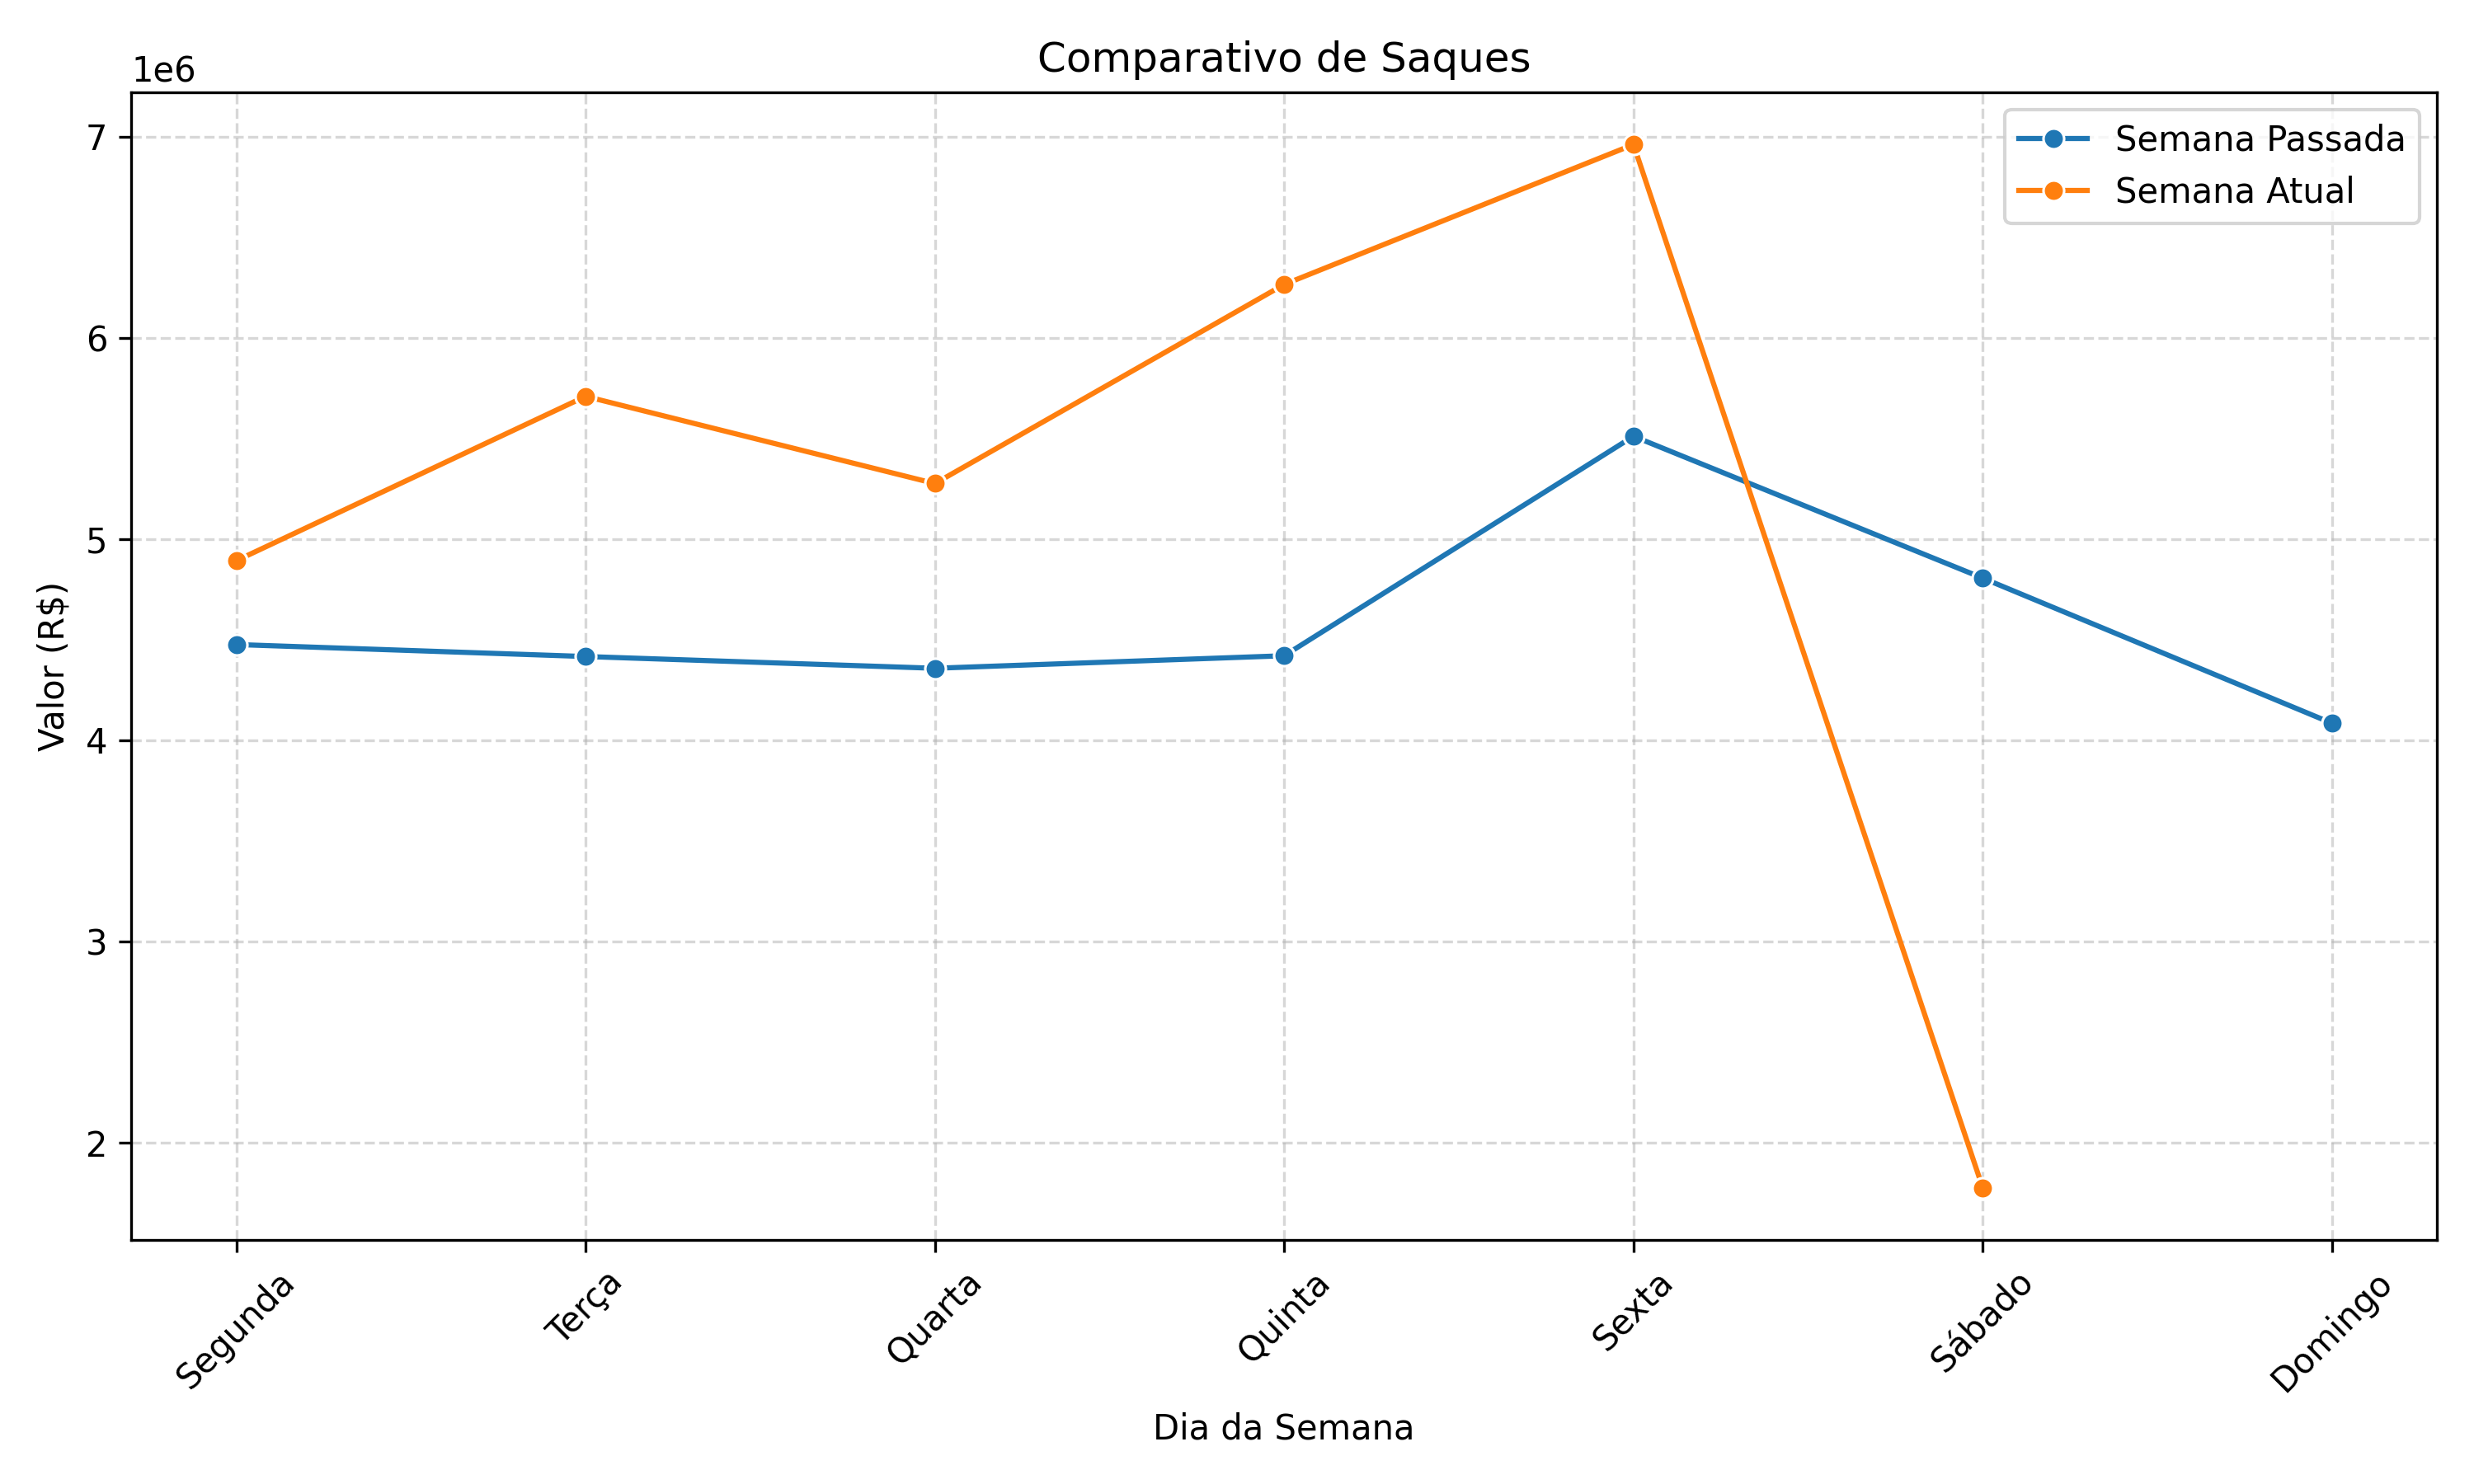 Comparativo de Saques
1e6
7
6
5
4
3
2
Valor (R$)
Semana Passada
Semana Atual
Segunda
Terça
Quarta
Quinta
Sexta
Sábado
Domingo
Dia da Semana